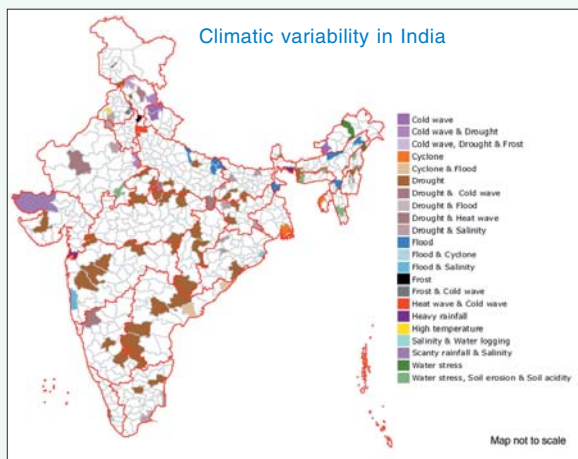 Climatic variability in India
Cold wave
Cold wave & Drought
Cold wave, Drought & Frost
Cyclone
Cyclone & Flood
Drought
Drought & Cold wave
Drought & Flood
Drought & Heat wave
Drought & Salinity
Flood
Flood & Cyclone
Flood & Salinity
Frost
Frost & Cold wave
Heat wave & Cold wave
Heavy rainfall
High temperature
Salinity & Water logging
Scanty rainfall & Salinity
Water stress
Water stress, Soil erosion & Soil acidity
Map not to scale